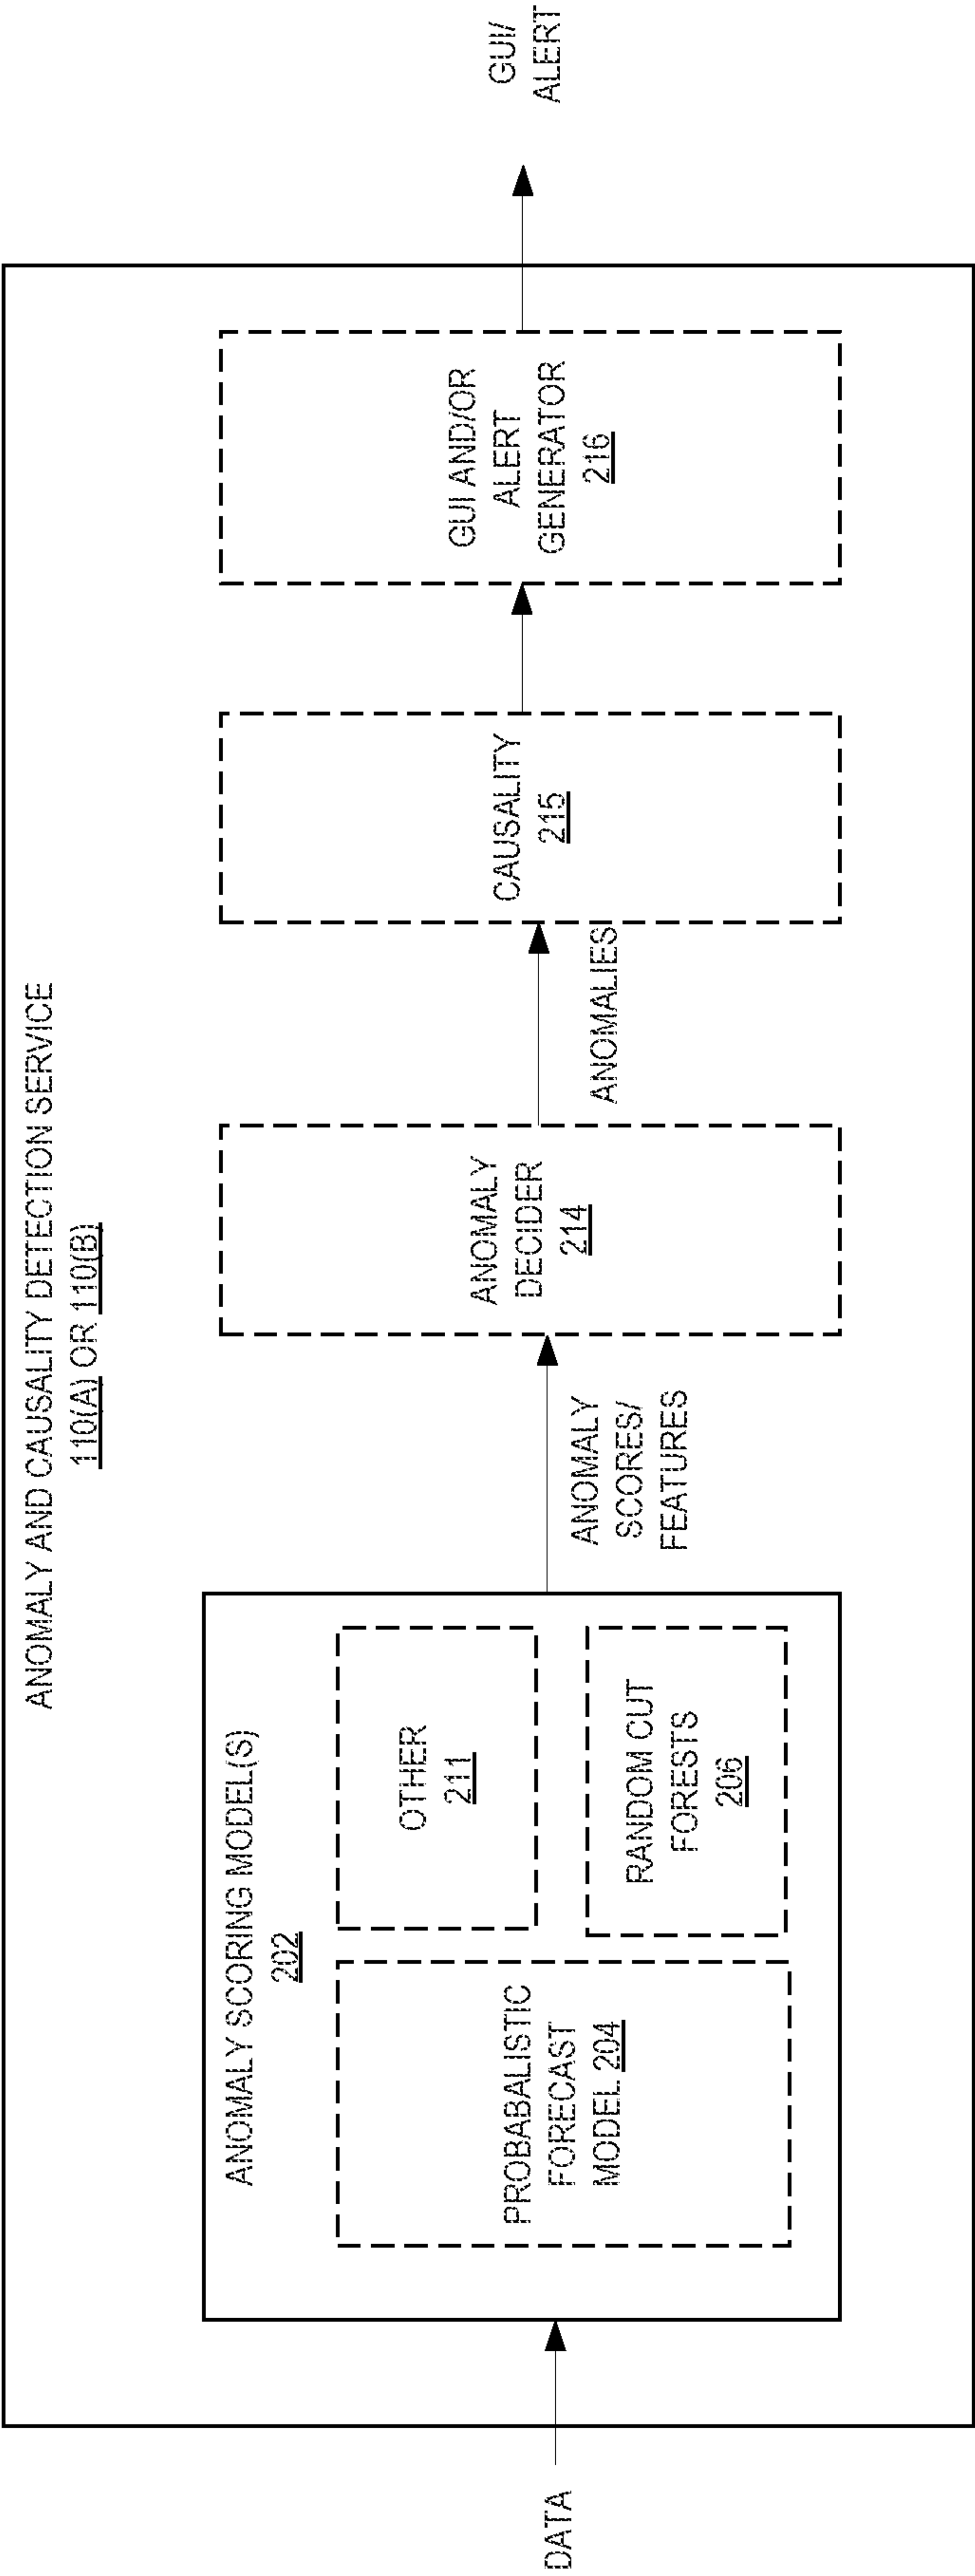 ANOMALY AND CAUSALITY DETECTION SERVICE
110(A) OR 110(B)
DATA
ANOMALY SCORING MODEL(S)
202
PROBABALISTIC
FORECAST
MODEL 204
OTHER
211
RANDOM CUT
FORESTS
206
ANOMALY
SCORES/
FEATURES
ANOMALY
DECIDER
214
ANOMALIES
CAUSALITY
215
GUI AND/OR
ALERT
GENERATOR
216
GUI/
ALERT